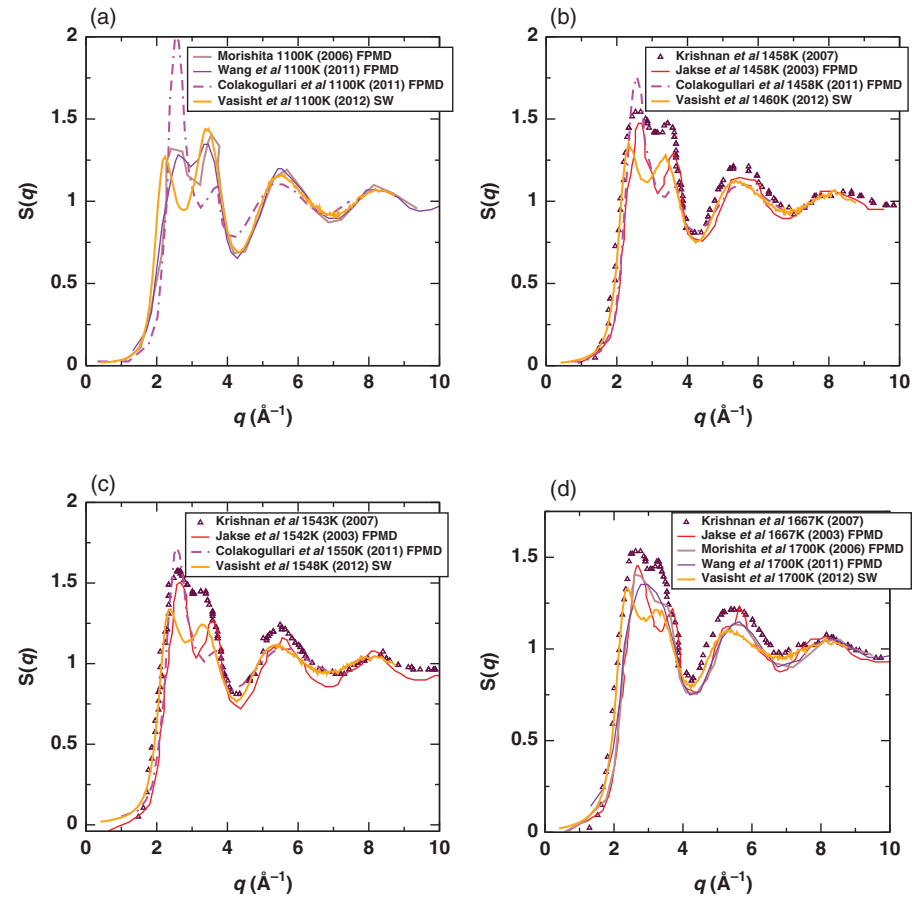 (a)
2
1.5
1
0.5
0
S(q)
Morishita 1100K (2006) FPMD
Wang et al 1100K (2011) FPMD
Colakogullari et al 1100K (2011) FPMD
Vasisht et al 1100K (2012) SW
0 2 4 6 8 10
q (Å⁻¹)
(b)
2
1.5
1
0.5
0
S(q)
Krishnan et al 1458K (2007)
Jakse et al 1458K (2003) FPMD
Colakogullari et al 1458K (2011) FPMD
Vasisht et al 1460K (2012) SW
0 2 4 6 8 10
q (Å⁻¹)
(c)
2
1.5
1
0.5
0
S(q)
Krishnan et al 1543K (2007)
Jakse et al 1542K (2003) FPMD
Colakogullari et al 1550K (2011) FPMD
Vasisht et al 1548K (2012) SW
0 2 4 6 8 10
q (Å⁻¹)
(d)
2
1.5
1
0.5
0
S(q)
Krishnan et al 1667K (2007)
Jakse et al 1667K (2003) FPMD
Morishita 1700K (2006) FPMD
Wang et al 1700K (2011) FPMD
Vasisht et al 1700K (2012) SW
0 2 4 6 8 10
q (Å⁻¹)